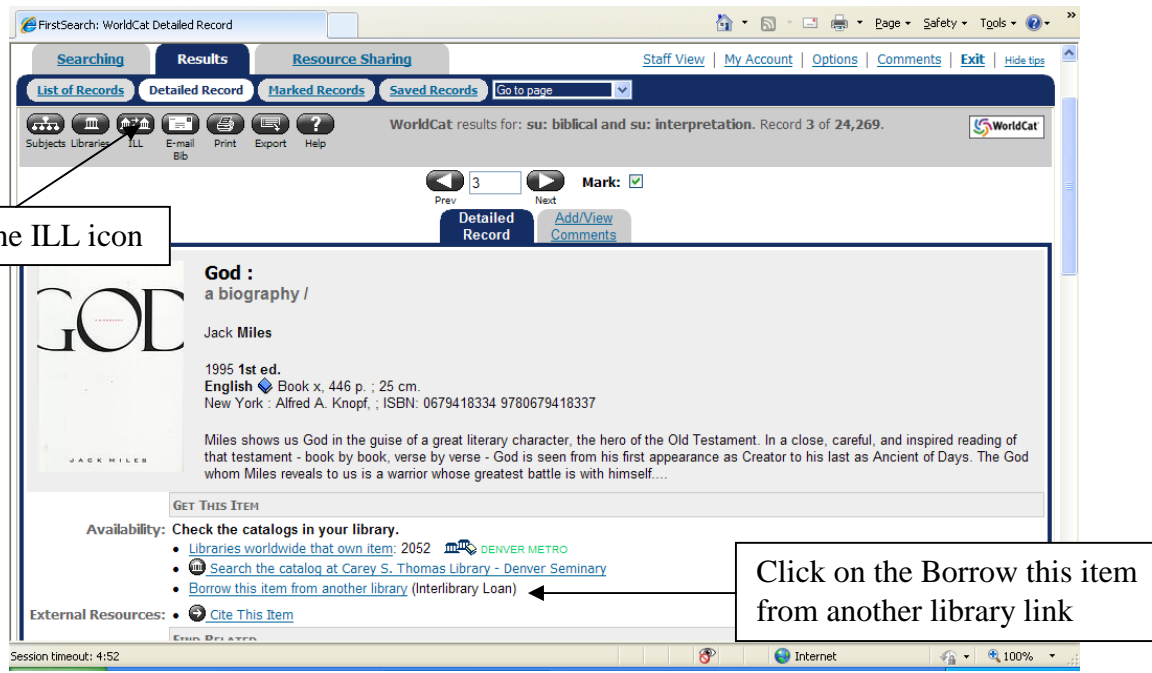 FirstSearch: WorldCat Detailed Record
Page Safety Tools »
Searching Results Resource Sharing
Staff View | My Account | Options | Comments | Exit | Hide tips
List of Records Detailed Record Marked Records Saved Records Go to page
Subjects Libraries ILL E-mail Bib Print Export Help
WorldCat results for: su: biblical and su: interpretation. Record 3 of 24,269.
WorldCat
Prev 3 Next Mark:
Detailed Record Add/View Comments
he ILL icon
GOD
JACK MILES
God :
a biography /
Jack Miles
1995 1st ed.
English Book x, 446 p. ; 25 cm.
New York : Alfred A. Knopf, ; ISBN: 0679418334 9780679418337
Miles shows us God in the guise of a great literary character, the hero of the Old Testament. In a close, careful, and inspired reading of
that testament - book by book, verse by verse - God is seen from his first appearance as Creator to his last as Ancient of Days. The God
whom Miles reveals to us is a warrior whose greatest battle is with himself....
GET THIS ITEM
Availability: Check the catalogs in your library.
• Libraries worldwide that own item: 2052 DENVER METRO
• Search the catalog at Carey S. Thomas Library - Denver Seminary
• Borrow this item from another library (Interlibrary Loan)
Click on the Borrow this item
from another library link
External Resources: • Cite This Item
FIND RELATED
Session timeout: 4:52
Internet
100%